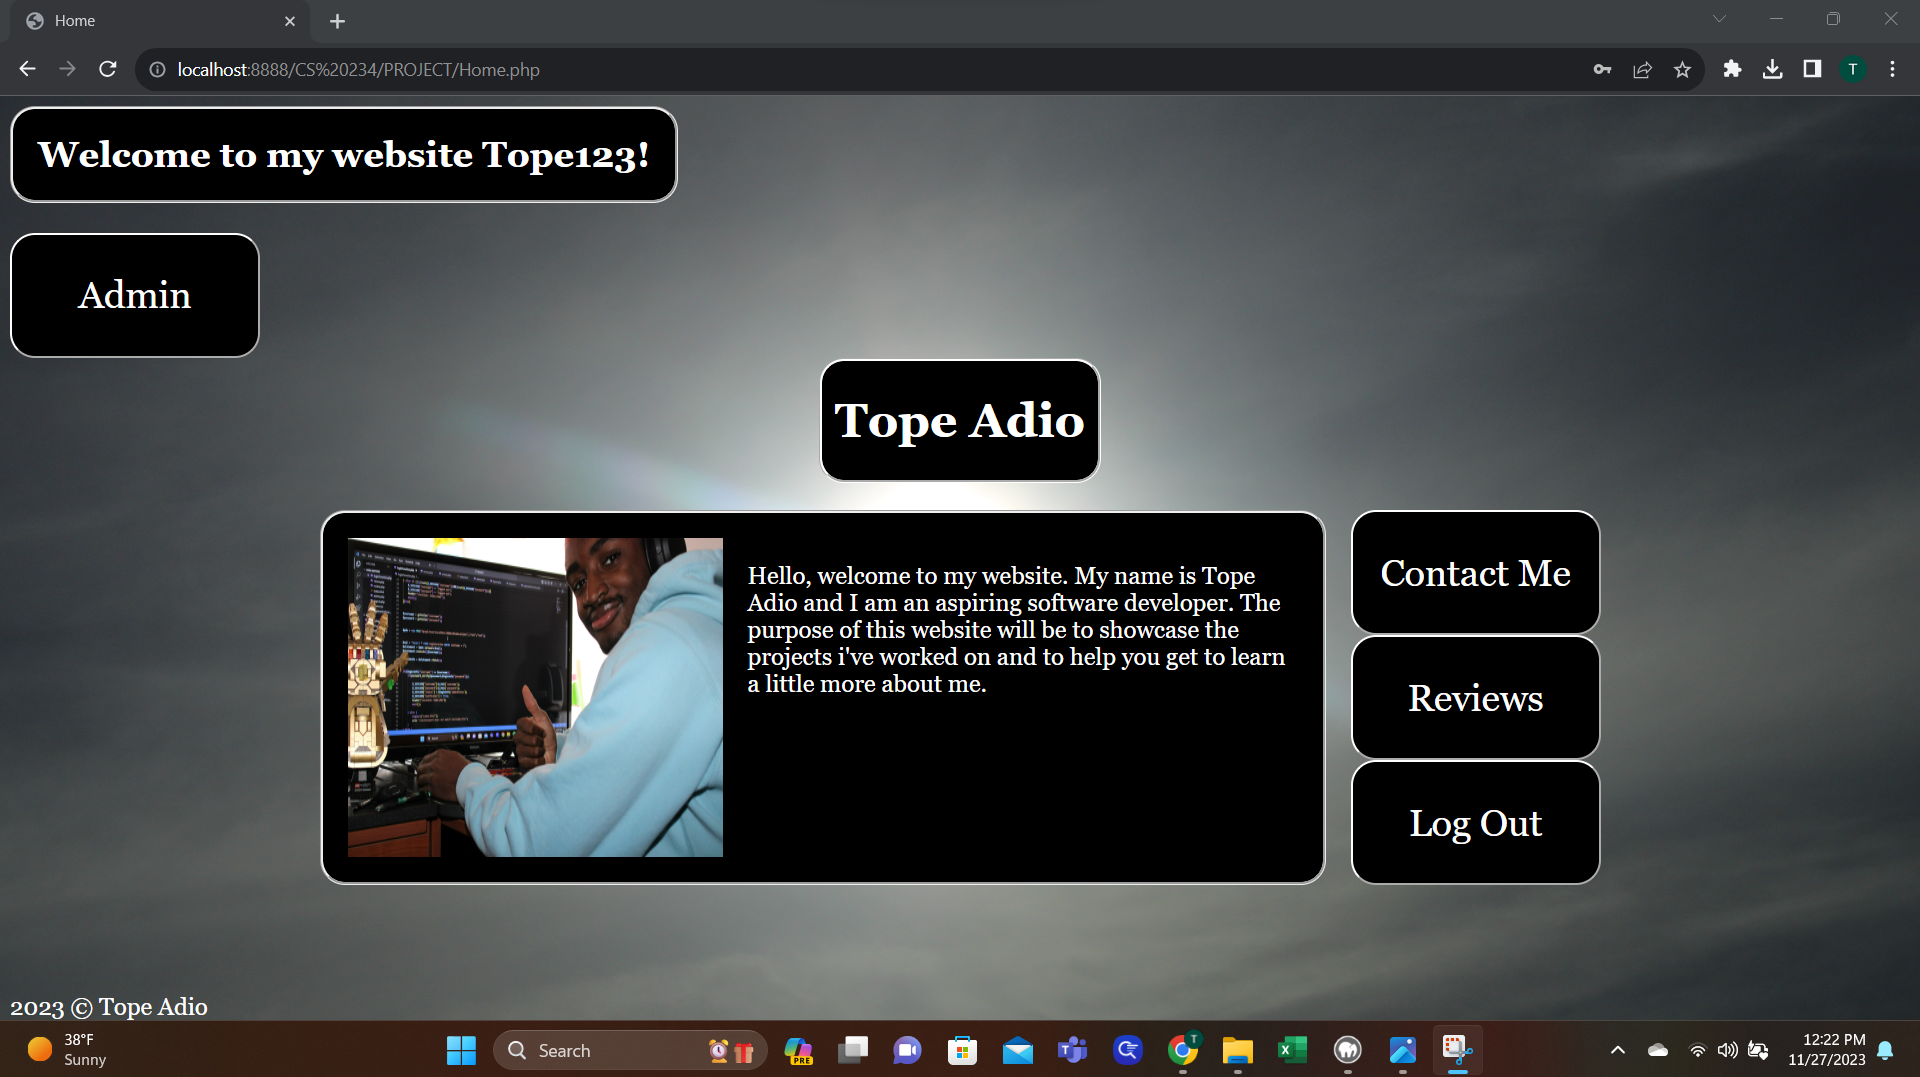 Home
localhost:8888/CS%20234/PROJECT/Home.php
T
Welcome to my website Tope123!
Admin
Tope Adio
Hello, welcome to my website. My name is Tope
Adio and I am an aspiring software developer. The
purpose of this website will be to showcase the
projects i've worked on and to help you get to learn
a little more about me.
Contact Me
Reviews
Log Out
2023 © Tope Adio
38°F
Sunny
Search
PRE
T
12:22 PM
11/27/2023